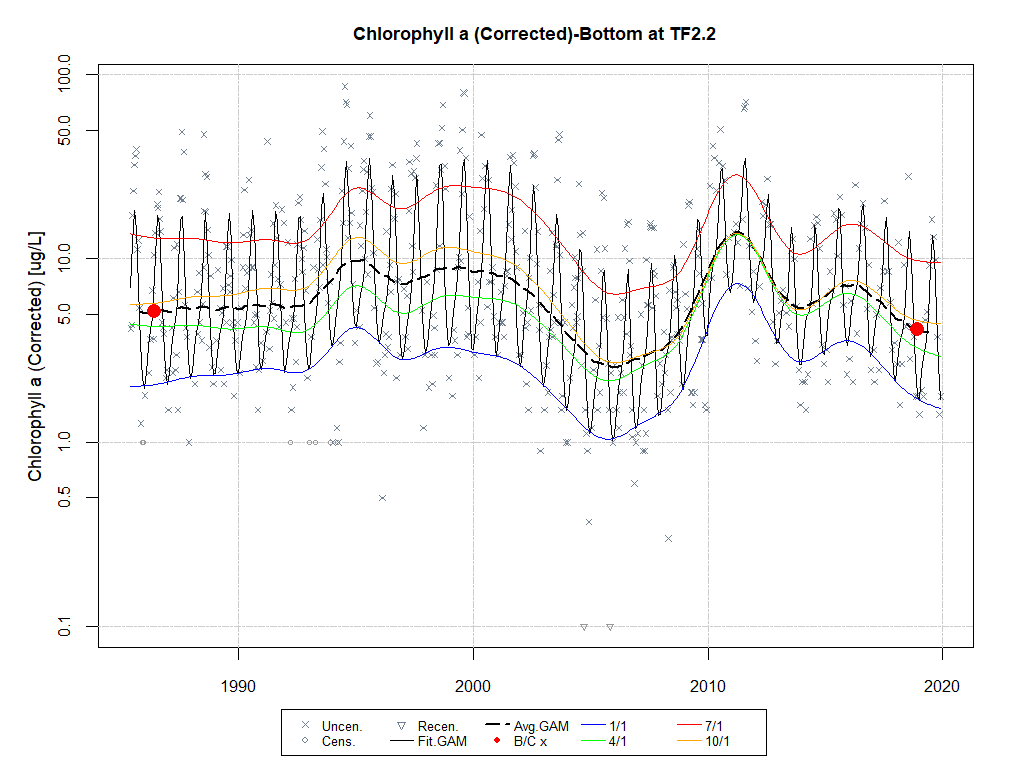 Chlorophyll a (Corrected)-Bottom at TF2.2
Chlorophyll a (Corrected) [ug/L]
100.0
50.0
10.0
5.0
1.0
0.5
0.1
1990 2000 2010 2020
Uncen. Recen. Avg.GAM 1/1 7/1
Cens. Fit.GAM B/C x 4/1 10/1